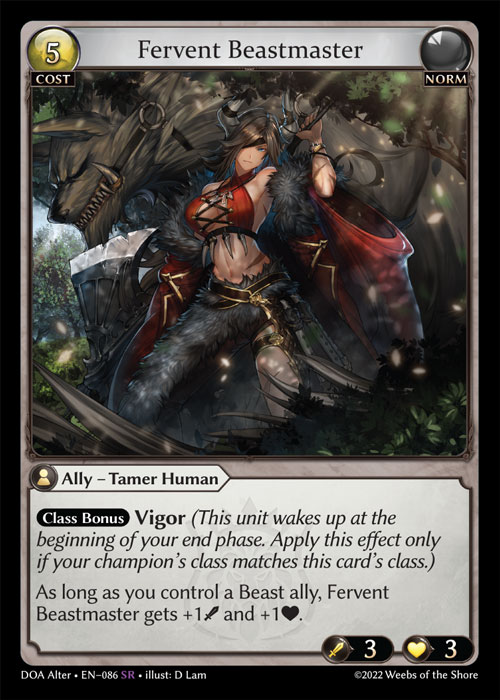 5
Fervent Beastmaster
COST
NORM
Ally – Tamer Human
Class Bonus Vigor (This unit wakes up at the
beginning of your end phase. Apply this effect only
if your champion's class matches this card's class.)
As long as you control a Beast ally, Fervent
Beastmaster gets +1 and +1.
3
3
DOA Alter • EN–086 SR • illust: D Lam
©2022 Weebs of the Shore